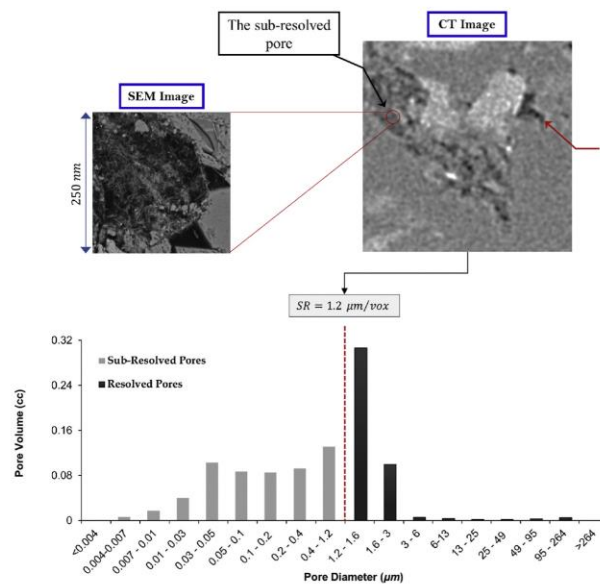 The sub-resolved
pore
CT Image
SEM Image
250 nm
SR = 1.2 μm/vox
Pore Volume (cc)
0.32
0.24
0.16
0.08
0
Sub-Resolved Pores
Resolved Pores
<0.004
0.004-0.007
0.007 - 0.01
0.01 - 0.03
0.03 - 0.05
0.05 - 0.1
0.1 - 0.2
0.2 - 0.4
0.4 - 1.2
1.2 - 1.6
1.6 - 3
3 - 6
6-13
13 - 25
25 - 49
49 - 95
95 - 264
>264
Pore Diameter (μm)